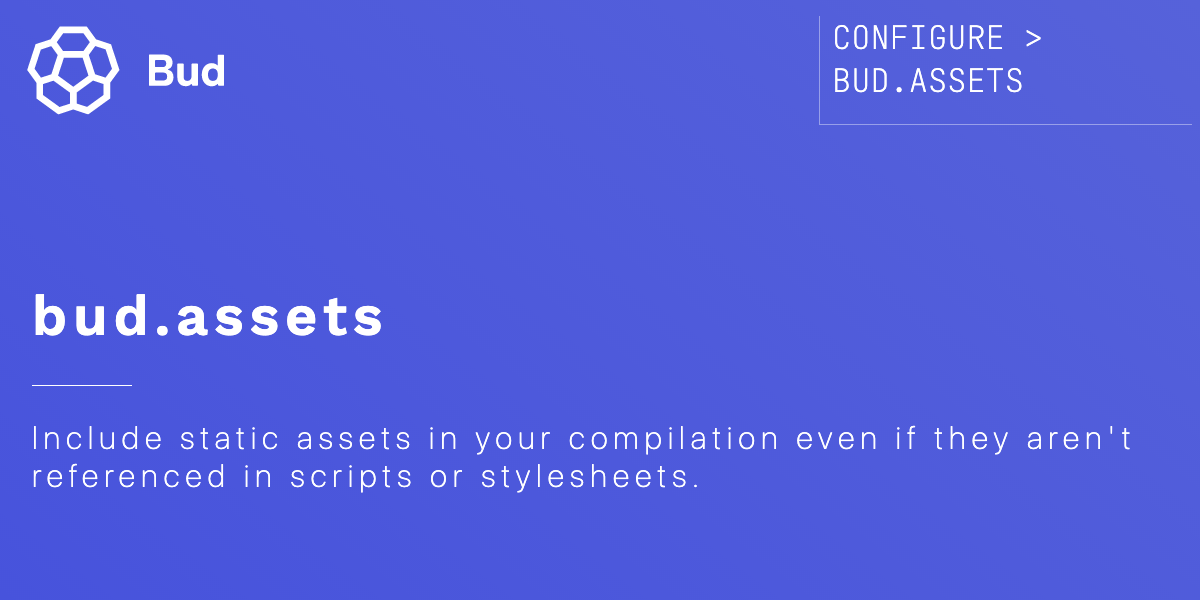 Bud
CONFIGURE >
BUD.ASSETS
bud.assets
Include static assets in your compilation even if they aren't
referenced in scripts or stylesheets.